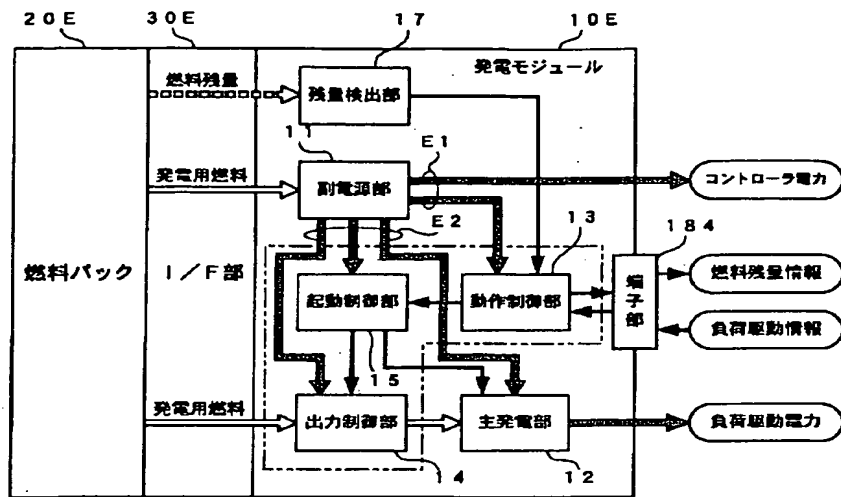 20E
30E
17
10E
発電モジュール
燃料残量
残量検出部
11
E1
発電用燃料
副電源部
コントローラ電力
E2
13
184
燃料パック
I/F部
起動制御部
動作制御部
端子部
燃料残量情報
負荷駆動情報
15
発電用燃料
出力制御部
主発電部
負荷駆動電力
14
12